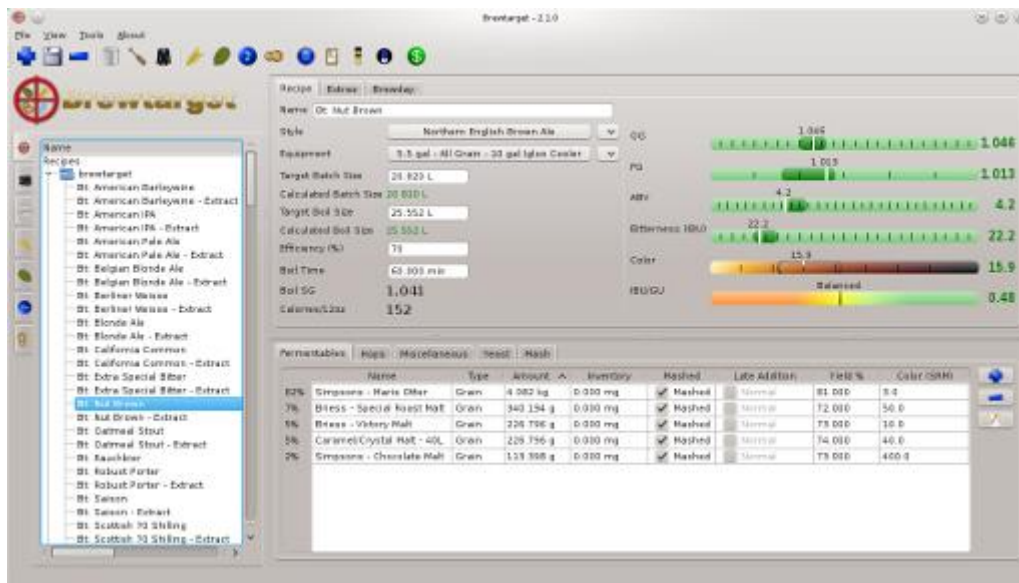 Brewtarget - 2.1.0
File View Tools About
Brewtarget
Recipe Extras Brewday
Name Bt: Nut Brown
Style Northern English Brown Ale
Equipment 5.5 gal - All Grain - 10 gal Igloo Cooler
Target Batch Size 20.820 L
Calculated Batch Size 20.820 L
Target Boil Size 25.552 L
Calculated Boil Size 25.552 L
Efficiency (%) 70
Boil Time 60.000 min
Boil SG 1.041
Calories/12oz 152
OG 1.046 1.046
FG 1.013 1.013
ABV 4.2 4.2
Bitterness (IBU) 22.2 22.2
Color 15.9 15.9
IBU/GU Balanced 0.48
Name
Recipes
brewtarget
Bt: American Barleywine
Bt: American Barleywine - Extract
Bt: American IPA
Bt: American IPA - Extract
Bt: American Pale Ale
Bt: American Pale Ale - Extract
Bt: Belgian Blonde Ale
Bt: Belgian Blonde Ale - Extract
Bt: Berliner Weisse
Bt: Berliner Weisse - Extract
Bt: Blonde Ale
Bt: Blonde Ale - Extract
Bt: California Common
Bt: California Common - Extract
Bt: Extra Special Bitter
Bt: Extra Special Bitter - Extract
Bt: Nut Brown
Bt: Nut Brown - Extract
Bt: Oatmeal Stout
Bt: Oatmeal Stout - Extract
Bt: Rauchbier
Bt: Robust Porter
Bt: Robust Porter - Extract
Bt: Saison
Bt: Saison - Extract
Bt: Scottish 70 Shilling
Bt: Scottish 70 Shilling - Extract
Fermentables Hops Miscellaneous Yeast Mash
Name Type Amount Inventory Mashed Late Addition Yield % Color (SRM)
82% Simpsons - Maris Otter Grain 4.082 kg 0.000 mg Mashed Normal 81.000 3.0
7% Briess - Special Roast Malt Grain 340.194 g 0.000 mg Mashed Normal 72.000 50.0
5% Briess - Victory Malt Grain 226.796 g 0.000 mg Mashed Normal 73.000 10.0
5% Caramel/Crystal Malt - 40L Grain 226.796 g 0.000 mg Mashed Normal 74.000 40.0
2% Simpsons - Chocolate Malt Grain 113.398 g 0.000 mg Mashed Normal 73.000 400.0